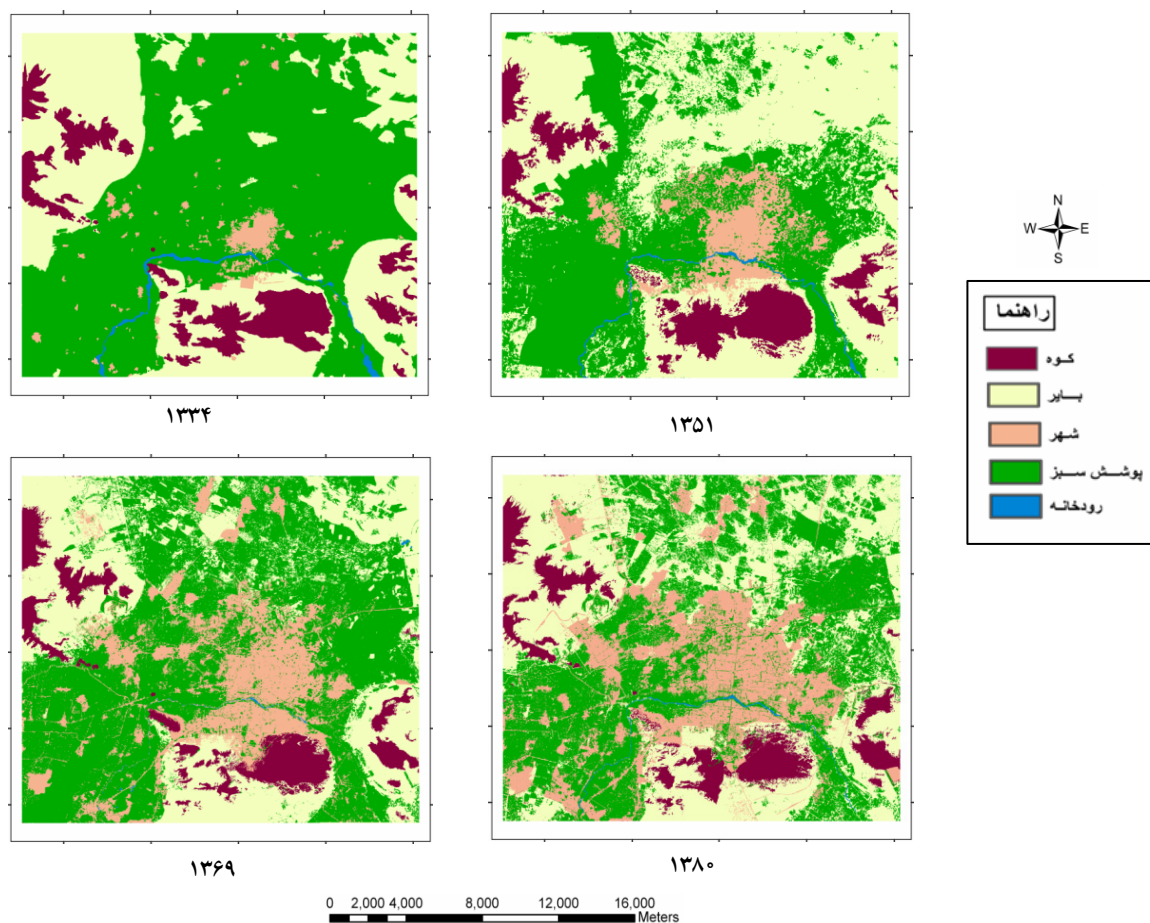 ۱۳۳۴
۱۳۵۱
N
W
E
S
راهنما
کوه
بایر
شهر
پوشش سبز
رودخانه
۱۳۶۹
۱۳۸۰
0 2,000 4,000 8,000 12,000 16,000
Meters